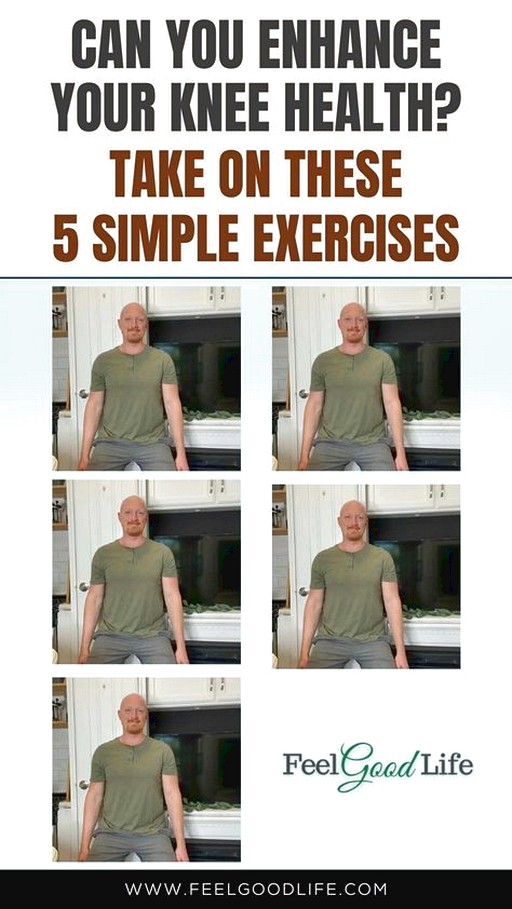 CAN YOU ENHANCE
YOUR KNEE HEALTH?
TAKE ON THESE
5 SIMPLE EXERCISES
Feel Good Life
WWW.FEELGOODLIFE.COM